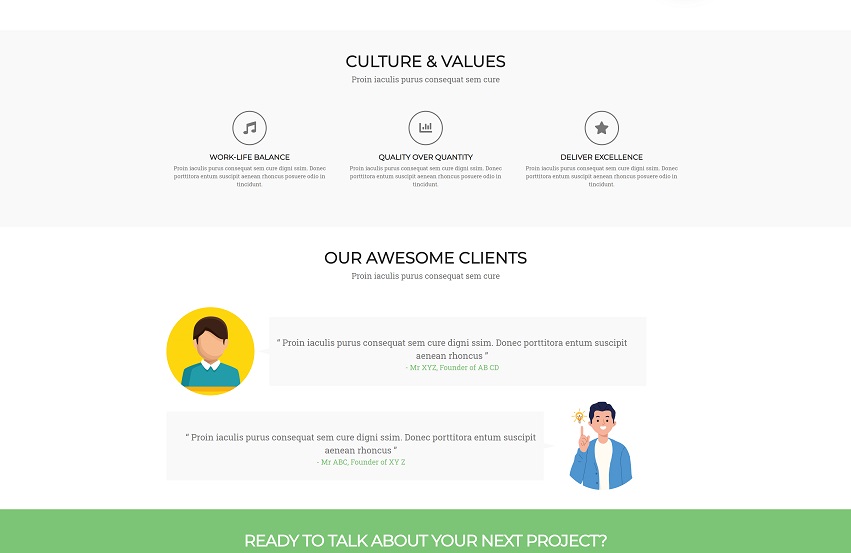 CULTURE & VALUES
Proin iaculis purus consequat sem cure
WORK-LIFE BALANCE
Proin iaculis purus consequat sem cure digni ssim. Donec
porttitora entum suscipit aenean rhoncus posuere odio in
tincidunt.
QUALITY OVER QUANTITY
Proin iaculis purus consequat sem cure digni ssim. Donec
porttitora entum suscipit aenean rhoncus posuere odio in
tincidunt.
DELIVER EXCELLENCE
Proin iaculis purus consequat sem cure digni ssim. Donec
porttitora entum suscipit aenean rhoncus posuere odio in
tincidunt.
OUR AWESOME CLIENTS
Proin iaculis purus consequat sem cure
“ Proin iaculis purus consequat sem cure digni ssim. Donec porttitora entum suscipit
aenean rhoncus ”
- Mr XYZ, Founder of AB CD
“ Proin iaculis purus consequat sem cure digni ssim. Donec porttitora entum suscipit
aenean rhoncus ”
- Mr ABC, Founder of XY Z
READY TO TALK ABOUT YOUR NEXT PROJECT?